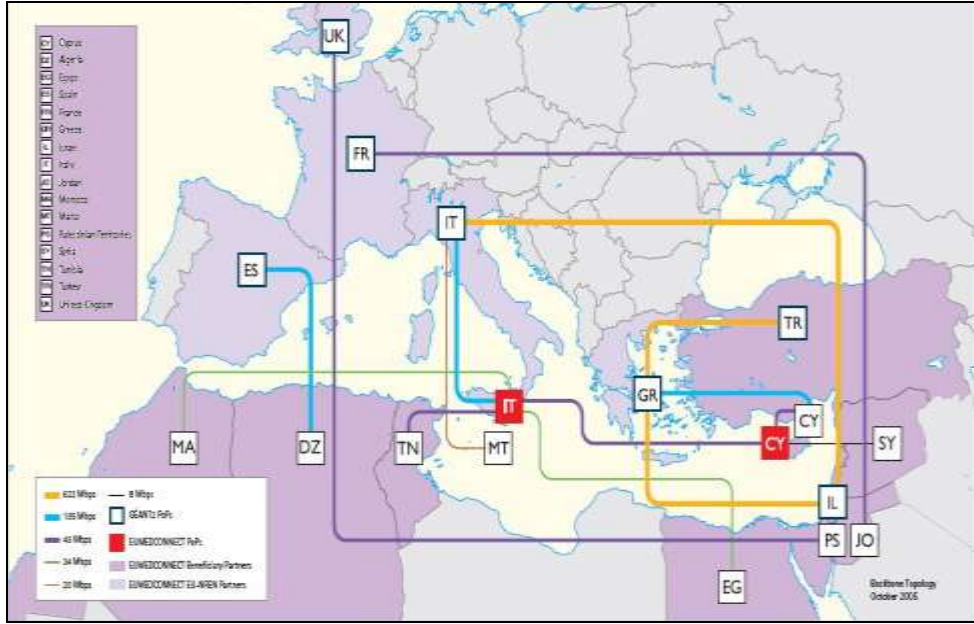 UK
CY Cyprus
Algeria
Egypt
Spain
France
Greece
Israel
Italy
Jordan
Morocco
Malta
Palestinian Territories
Syria
Tunisia
Turkey
UK United Kingdom
FR
IT
ES
TR
GR
IT
CY
MA
DZ
TN
MT
CY
SY
IL
PS
JO
EG
622 Mbps
155 Mbps
45 Mbps
34 Mbps
20 Mbps
8 Mbps
GÉANT2 PoPs
EUMEDCONNECT PoPs
EUMEDCONNECT Beneficiary Partners
EUMEDCONNECT EU-NREN Partners
Backbone Topology
October 2005